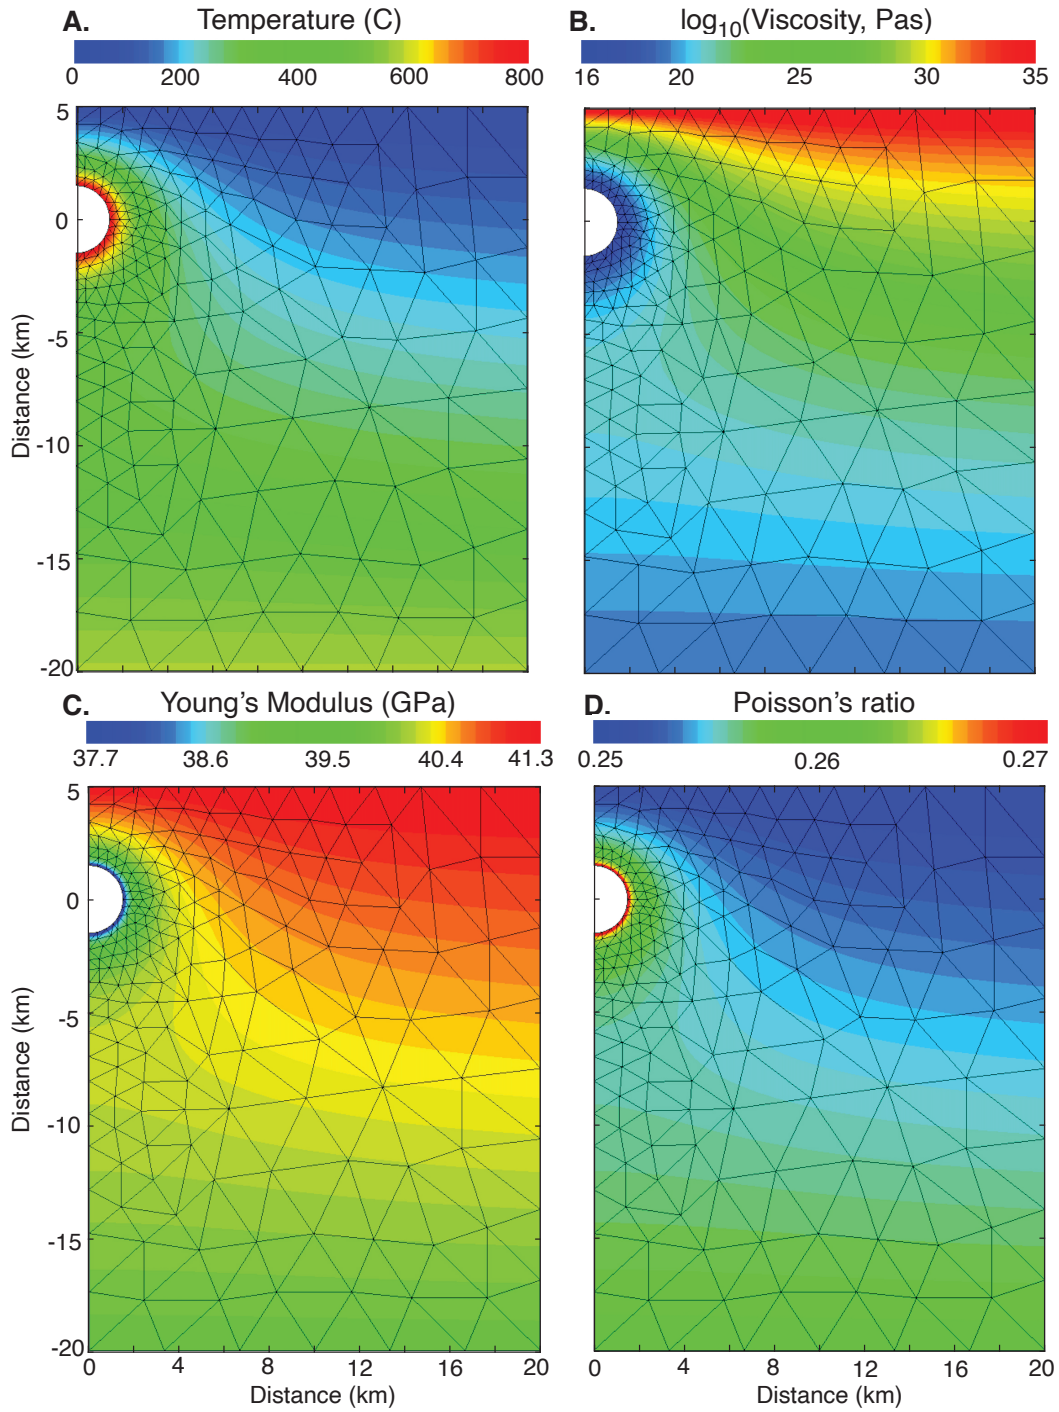 A. Temperature (C)
0 200 400 600 800
B. log10(Viscosity, Pas)
16 20 25 30 35
5
0
-5
-10
-15
-20
Distance (km)
C. Young's Modulus (GPa)
37.7 38.6 39.5 40.4 41.3
D. Poisson's ratio
0.25 0.26 0.27
5
0
-5
-10
-15
-20
Distance (km)
0 4 8 12 16 20
Distance (km)
0 4 8 12 16 20
Distance (km)